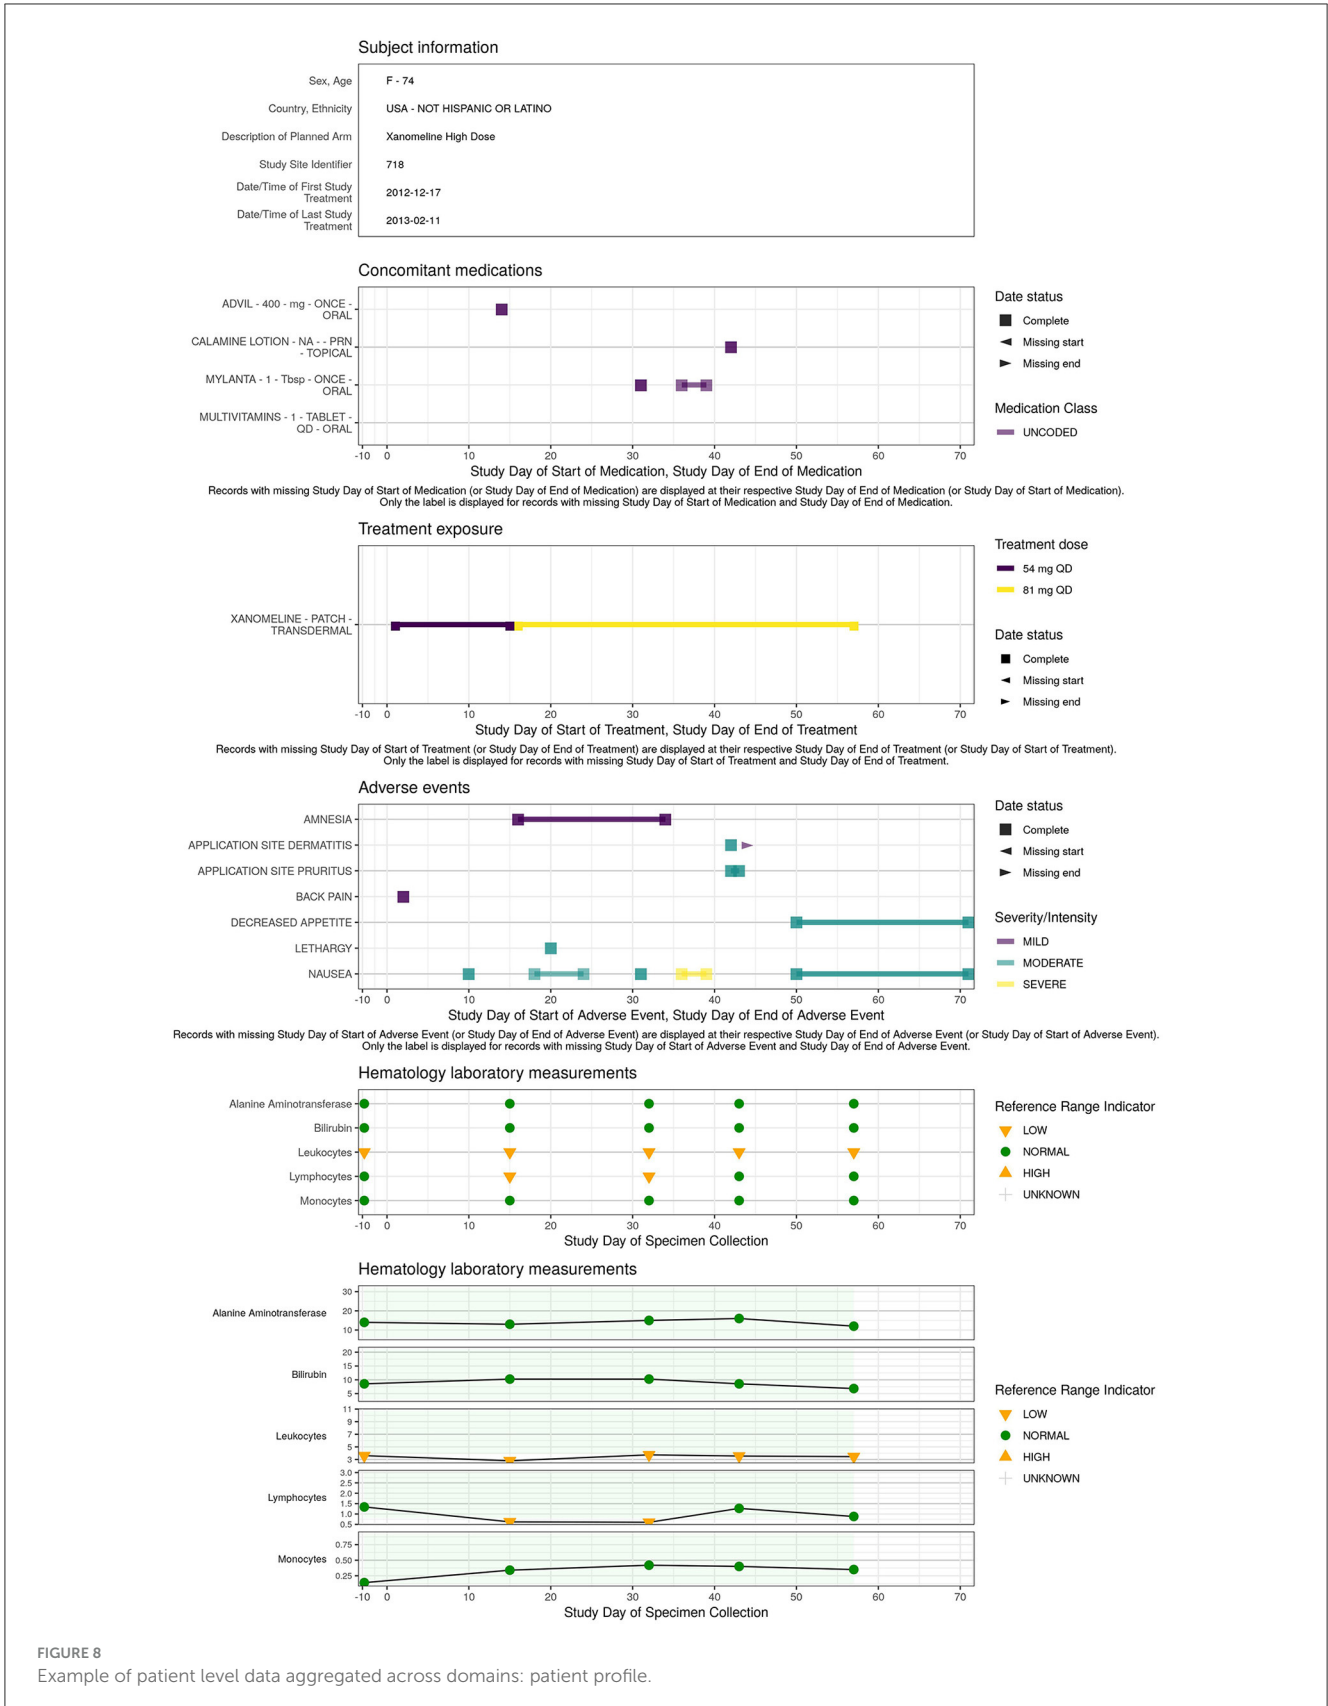 Subject information
Sex, Age
F - 74
Country, Ethnicity
USA - NOT HISPANIC OR LATINO
Description of Planned Arm
Xanomeline High Dose
Study Site Identifier
718
Date/Time of First Study
Treatment
2012-12-17
Date/Time of Last Study
Treatment
2013-02-11
Concomitant medications
ADVIL - 400 - mg - ONCE -
ORAL
CALAMINE LOTION - NA - - PRN
- TOPICAL
MYLANTA - 1 - Tbsp - ONCE -
ORAL
MULTIVITAMINS - 1 - TABLET -
QD - ORAL
-10 0 10 20 30 40 50 60 70
Study Day of Start of Medication, Study Day of End of Medication
Date status
Complete
Missing start
Missing end
Medication Class
UNCODED
Records with missing Study Day of Start of Medication (or Study Day of End of Medication) are displayed at their respective Study Day of End of Medication (or Study Day of Start of Medication).
Only the label is displayed for records with missing Study Day of Start of Medication and Study Day of End of Medication.
Treatment exposure
XANOMELINE - PATCH -
TRANSDERMAL
-10 0 10 20 30 40 50 60 70
Study Day of Start of Treatment, Study Day of End of Treatment
Treatment dose
54 mg QD
81 mg QD
Date status
Complete
Missing start
Missing end
Records with missing Study Day of Start of Treatment (or Study Day of End of Treatment) are displayed at their respective Study Day of End of Treatment (or Study Day of Start of Treatment).
Only the label is displayed for records with missing Study Day of Start of Treatment and Study Day of End of Treatment.
Adverse events
AMNESIA
APPLICATION SITE DERMATITIS
APPLICATION SITE PRURITUS
BACK PAIN
DECREASED APPETITE
LETHARGY
NAUSEA
-10 0 10 20 30 40 50 60 70
Study Day of Start of Adverse Event, Study Day of End of Adverse Event
Date status
Complete
Missing start
Missing end
Severity/Intensity
MILD
MODERATE
SEVERE
Records with missing Study Day of Start of Adverse Event (or Study Day of End of Adverse Event) are displayed at their respective Study Day of End of Adverse Event (or Study Day of Start of Adverse Event).
Only the label is displayed for records with missing Study Day of Start of Adverse Event and Study Day of End of Adverse Event.
Hematology laboratory measurements
Alanine Aminotransferase
Bilirubin
Leukocytes
Lymphocytes
Monocytes
-10 0 10 20 30 40 50 60 70
Study Day of Specimen Collection
Reference Range Indicator
LOW
NORMAL
HIGH
UNKNOWN
Hematology laboratory measurements
Alanine Aminotransferase
30
20
10
Bilirubin
20
15
10
5
Leukocytes
11
9
7
5
3
Lymphocytes
3.0
2.5
2.0
1.5
1.0
0.5
Monocytes
0.75
0.50
0.25
-10 0 10 20 30 40 50 60 70
Study Day of Specimen Collection
Reference Range Indicator
LOW
NORMAL
HIGH
UNKNOWN
FIGURE 8
Example of patient level data aggregated across domains: patient profile.